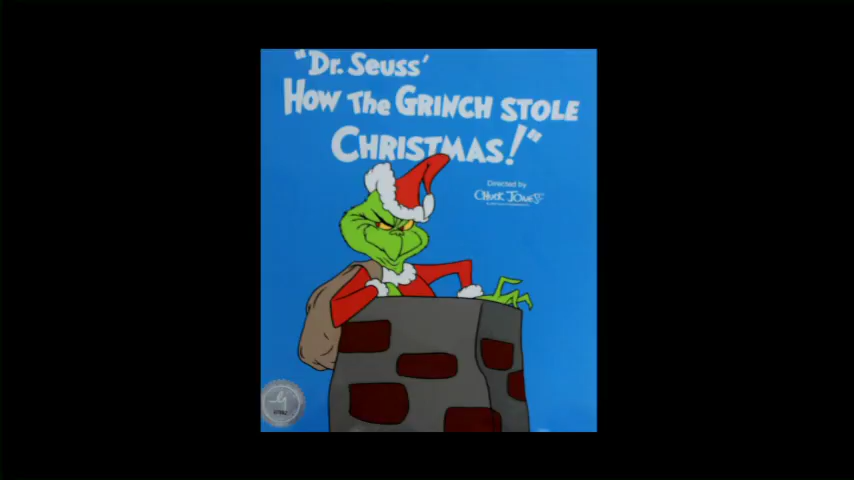 "Dr. Seuss'
How The Grinch Stole
Christmas!"
Directed by
Chuck Jones